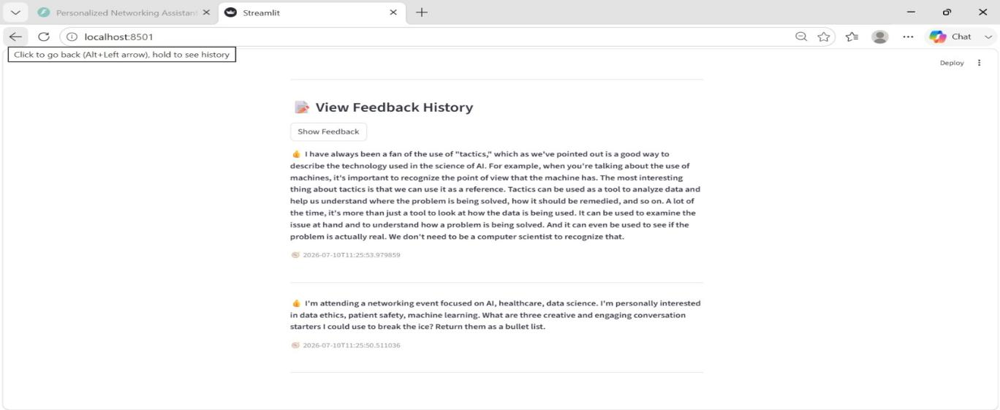 Personalized Networking Assistant
Streamlit
localhost:8501
Chat
Click to go back (Alt+Left arrow), hold to see history
Deploy
View Feedback History
Show Feedback
👍 I have always been a fan of the use of "tactics," which as we've pointed out is a good way to
describe the technology used in the science of AI. For example, when you're talking about the use of
machines, it's important to recognize the point of view that the machine has. The most interesting
thing about tactics is that we can use it as a reference. Tactics can be used as a tool to analyze data and
help us understand where the problem is being solved, how it should be remedied, and so on. A lot of
the time, it's more than just a tool to look at how the data is being used. It can be used to examine the
issue at hand and to understand how a problem is being solved. And it can even be used to see if the
problem is actually real. We don't need to be a computer scientist to recognize that.
2026-07-10T11:25:53.979859
👍 I'm attending a networking event focused on AI, healthcare, data science. I'm personally interested
in data ethics, patient safety, machine learning. What are three creative and engaging conversation
starters I could use to break the ice? Return them as a bullet list.
2026-07-10T11:25:50.511036